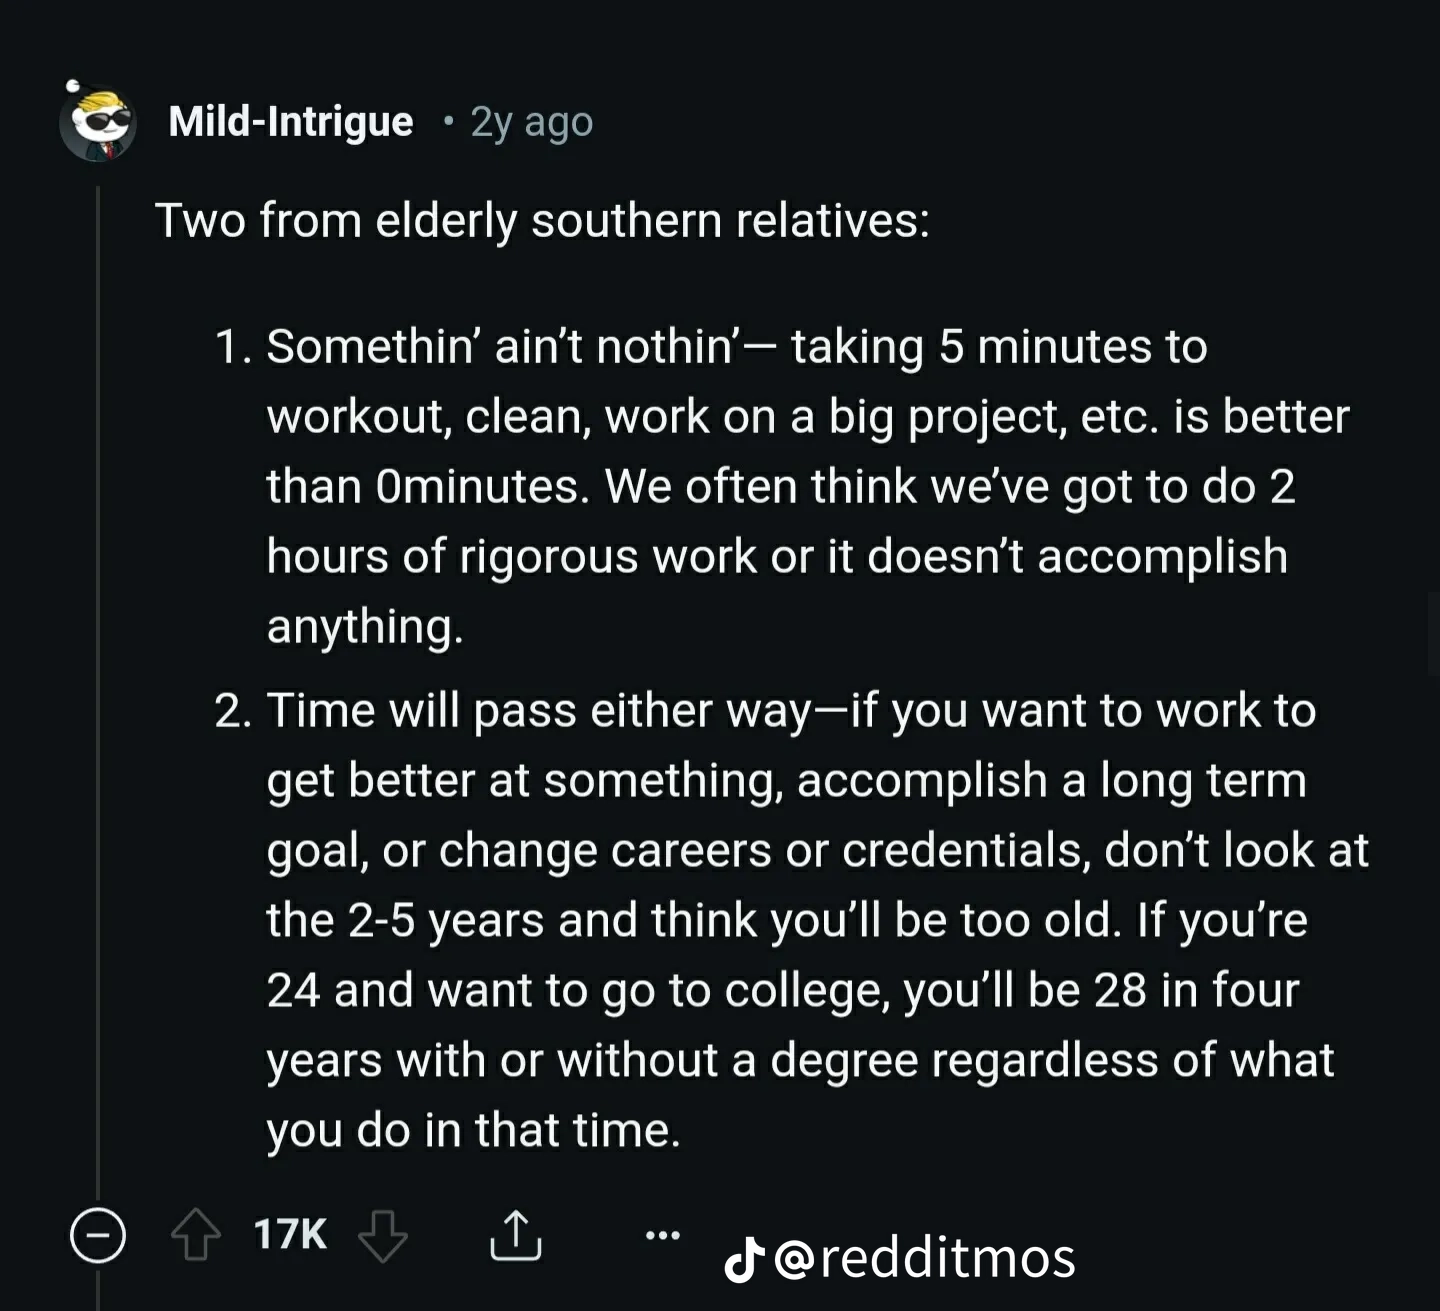 Mild-Intrigue • 2y ago
Two from elderly southern relatives:
1. Somethin’ ain’t nothin’— taking 5 minutes to
workout, clean, work on a big project, etc. is better
than 0minutes. We often think we’ve got to do 2
hours of rigorous work or it doesn’t accomplish
anything.
2. Time will pass either way—if you want to work to
get better at something, accomplish a long term
goal, or change careers or credentials, don’t look at
the 2-5 years and think you’ll be too old. If you’re
24 and want to go to college, you’ll be 28 in four
years with or without a degree regardless of what
you do in that time.
17K
@redditmos